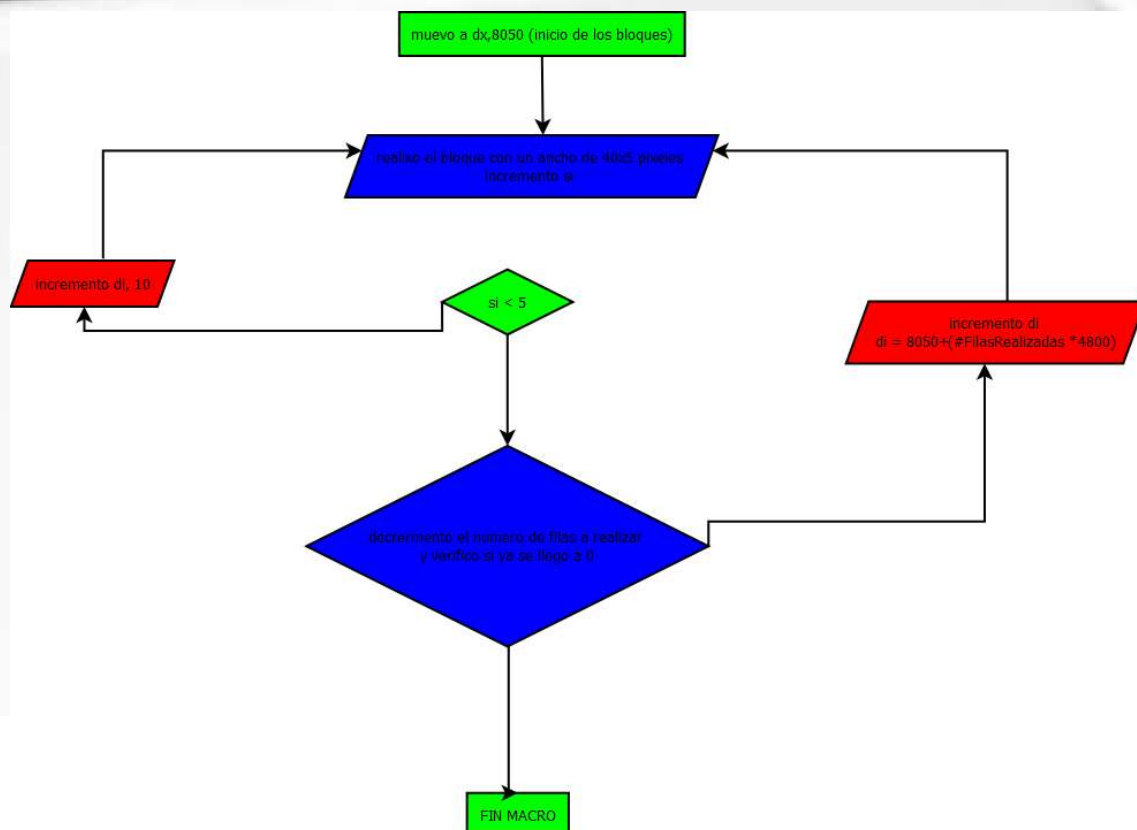 muevo a dx,8050 (inicio de los bloques)
realixo el bloque con un ancho de 40x5 pixeles
incremento si
incremento di, 10
si < 5
incremento di
di = 8050+(#FilasRealizadas *4800)
decremento el número de filas a realizar
y verifico si ya se llego a 0
FIN MACRO